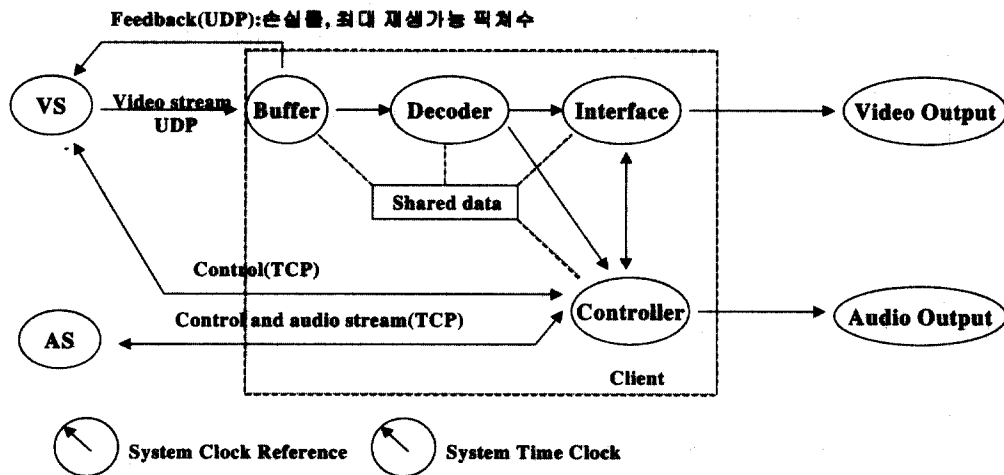 Feedback(UDP):손실률, 최대 재생가능 픽쳐수
VS
Video stream
UDP
Buffer
Decoder
Interface
Video Output
Shared data
Control(TCP)
Control and audio stream(TCP)
Controller
AS
Audio Output
Client
System Clock Reference
System Time Clock